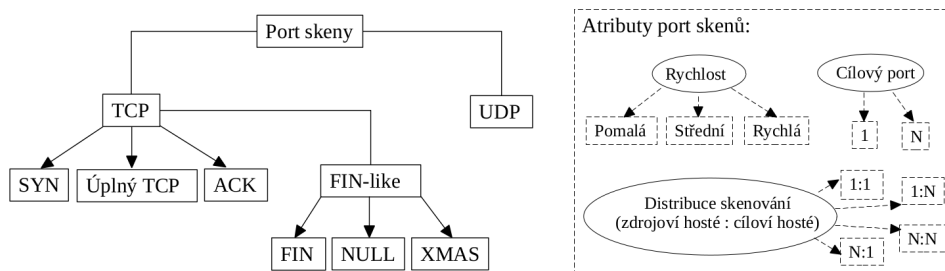 Port skeny
TCP
UDP
SYN
Úplný TCP
ACK
FIN-like
FIN
NULL
XMAS
Atributy port skenů:
Rychlost
Cílový port
Pomalá
Střední
Rychlá
1
N
Distribuce skenování
(zdrojoví hosté : cíloví hosté)
1:1
1:N
N:N
N:1